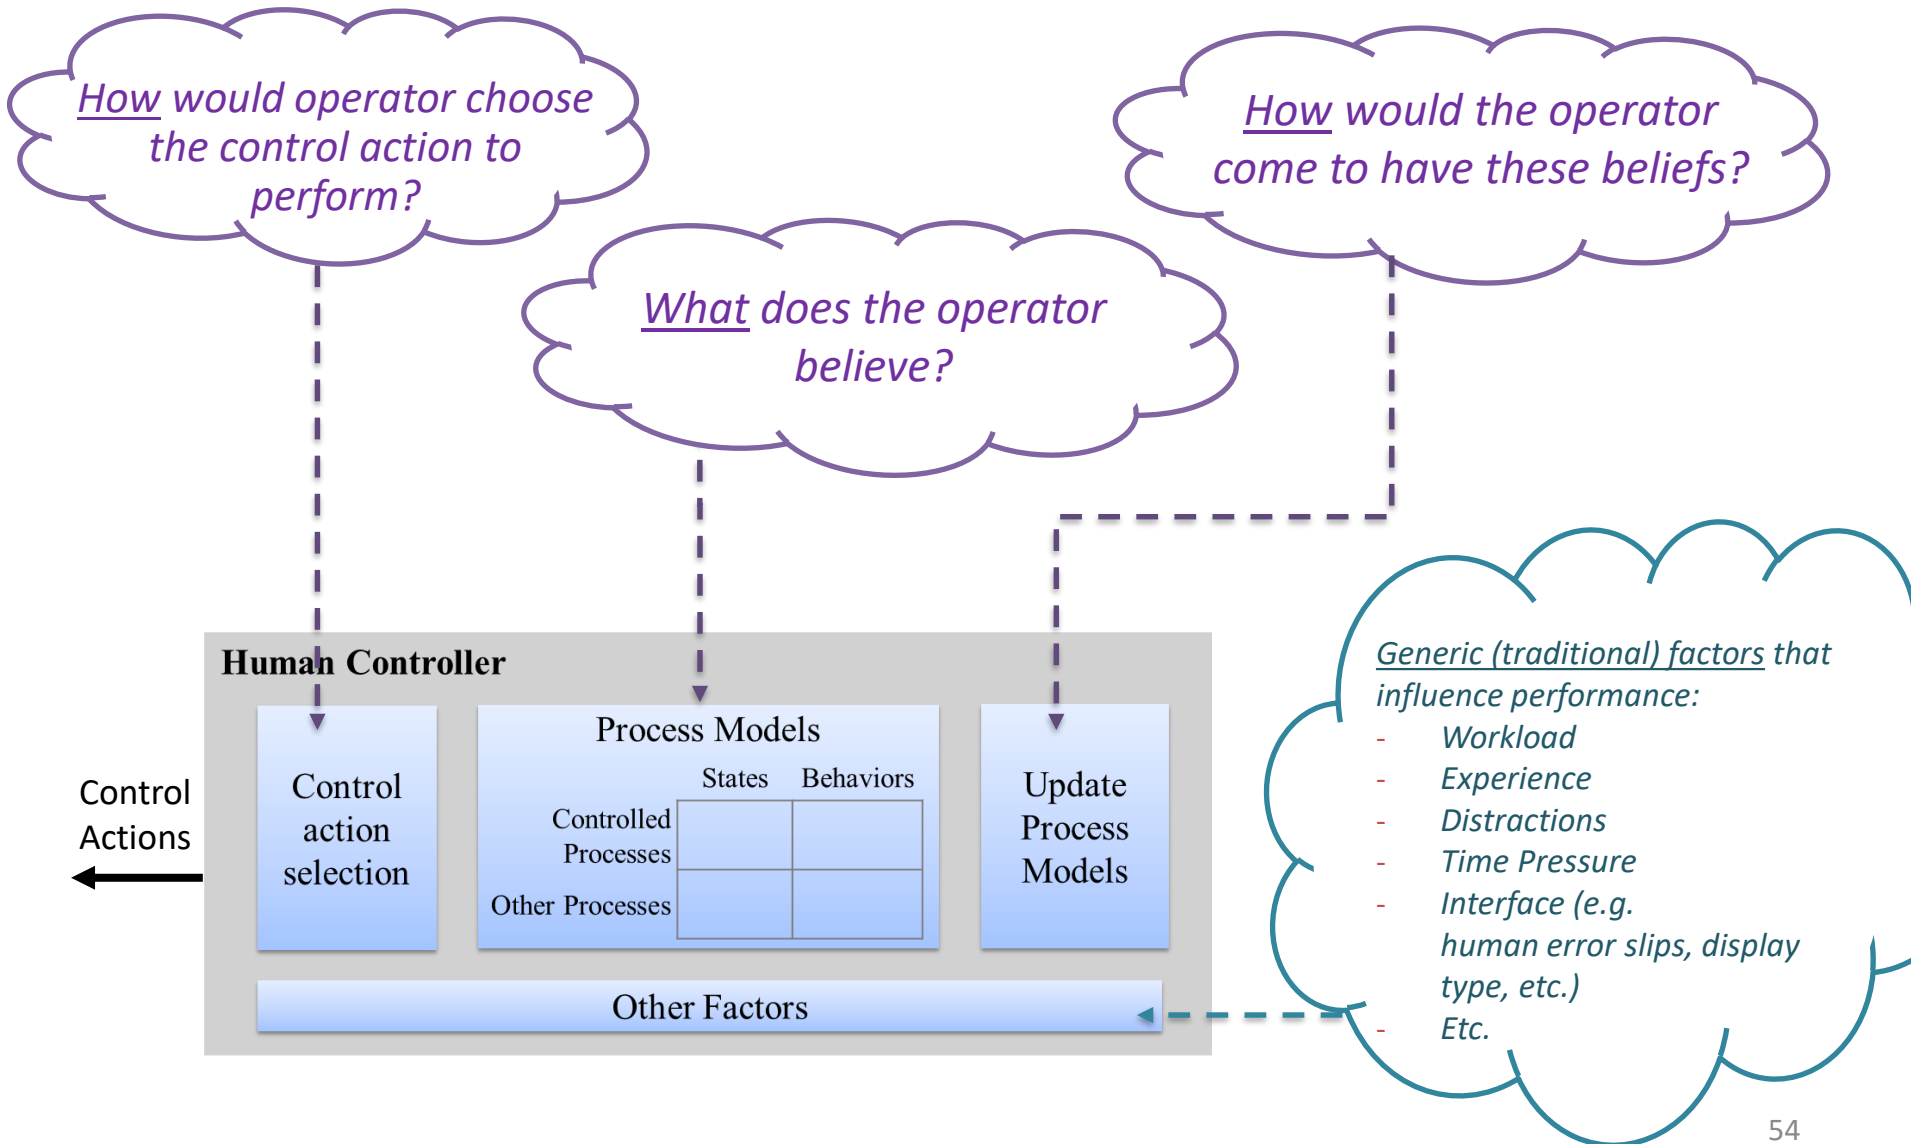 How would operator choose
the control action to
perform?
How would the operator
come to have these beliefs?
What does the operator
believe?
Human Controller
Control
Actions
Control
action
selection
Process Models
States Behaviors
Controlled
Processes
Other Processes
Update
Process
Models
Other Factors
Generic (traditional) factors that
influence performance:
- Workload
- Experience
- Distractions
- Time Pressure
- Interface (e.g.
human error slips, display
type, etc.)
- Etc.
54